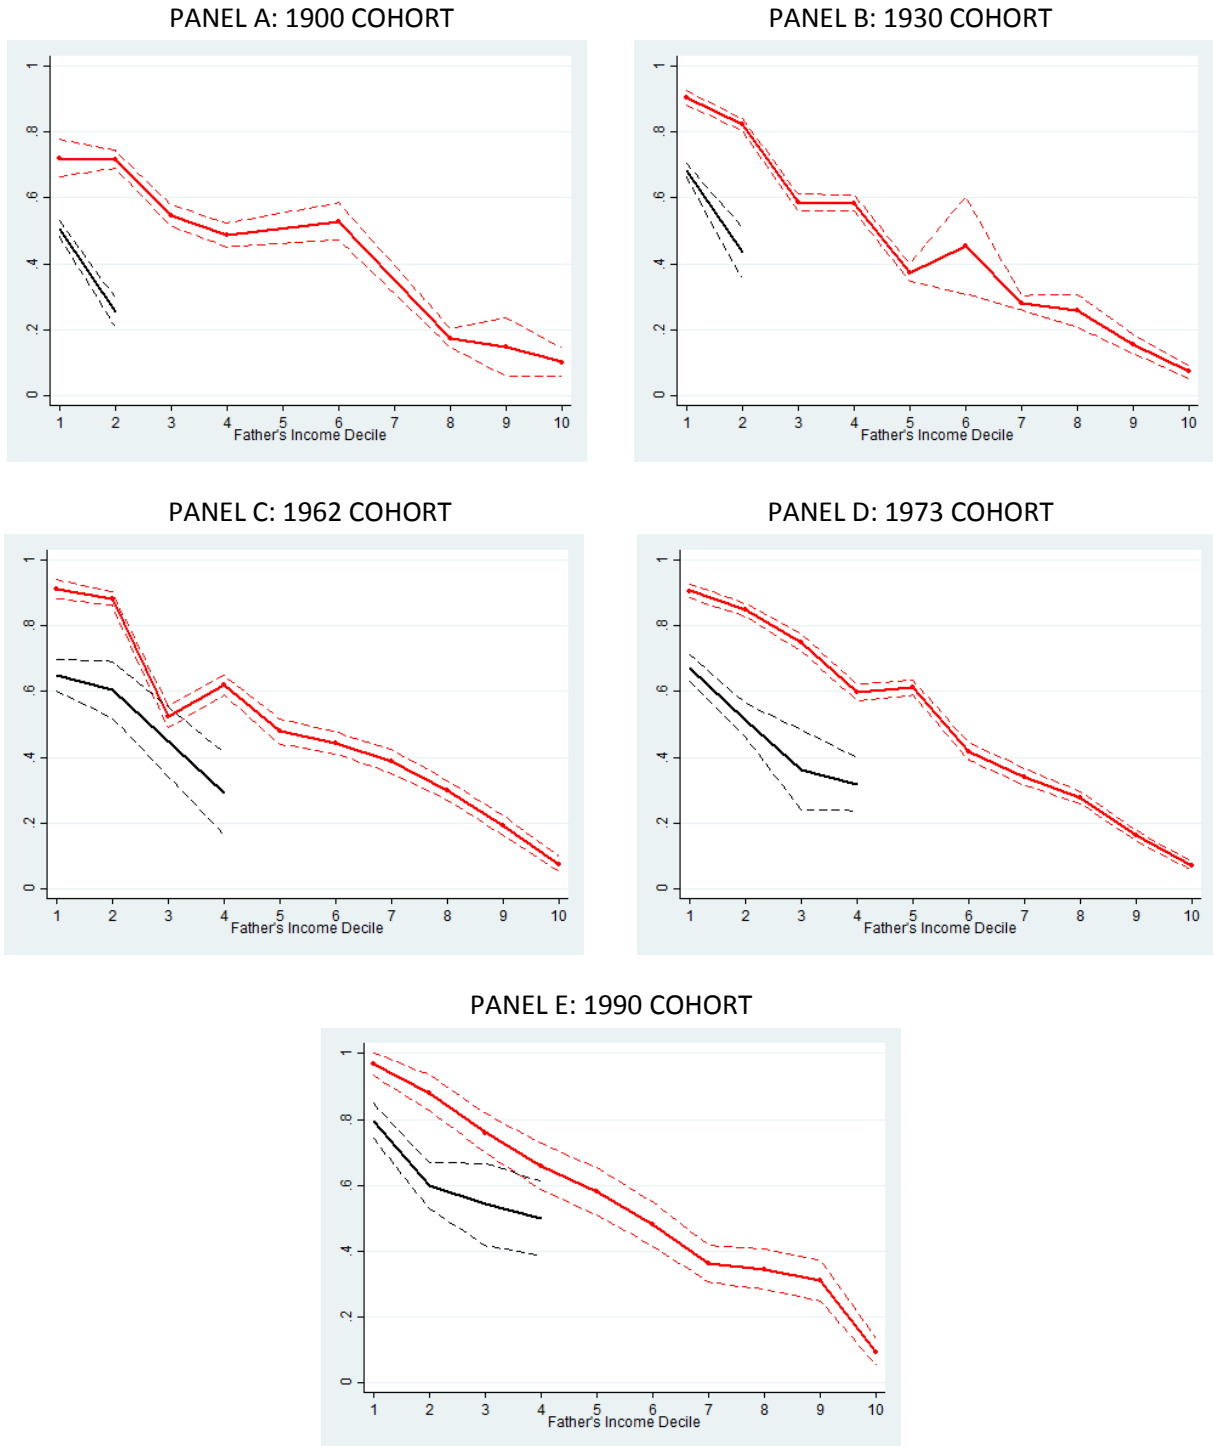 PANEL A: 1900 COHORT
1
.8
.6
.4
.2
0
1 2 3 4 5 6 7 8 9 10
Father's Income Decile
PANEL B: 1930 COHORT
1
.8
.6
.4
.2
0
1 2 3 4 5 6 7 8 9 10
Father's Income Decile
PANEL C: 1962 COHORT
1
.8
.6
.4
.2
0
1 2 3 4 5 6 7 8 9 10
Father's Income Decile
PANEL D: 1973 COHORT
1
.8
.6
.4
.2
0
1 2 3 4 5 6 7 8 9 10
Father's Income Decile
PANEL E: 1990 COHORT
1
.8
.6
.4
.2
0
1 2 3 4 5 6 7 8 9 10
Father's Income Decile